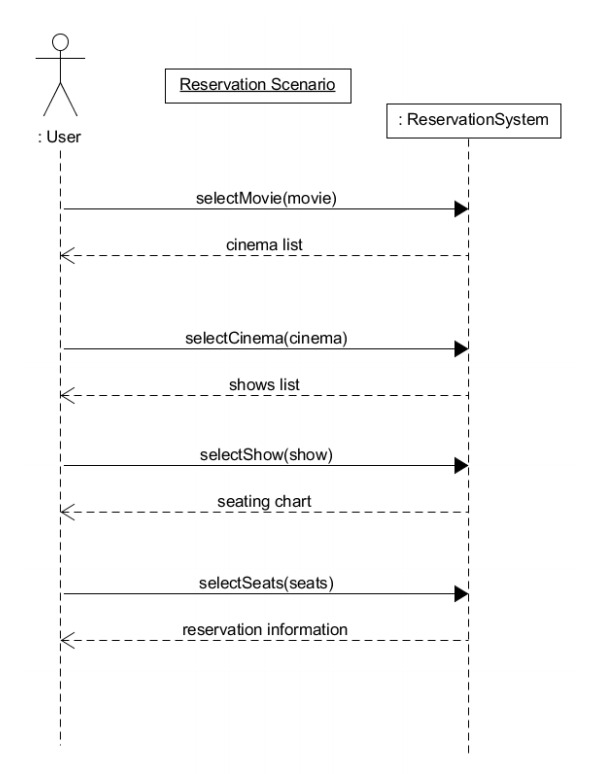 Reservation Scenario
: ReservationSystem
: User
selectMovie(movie)
cinema list
selectCinema(cinema)
shows list
selectShow(show)
seating chart
selectSeats(seats)
reservation information